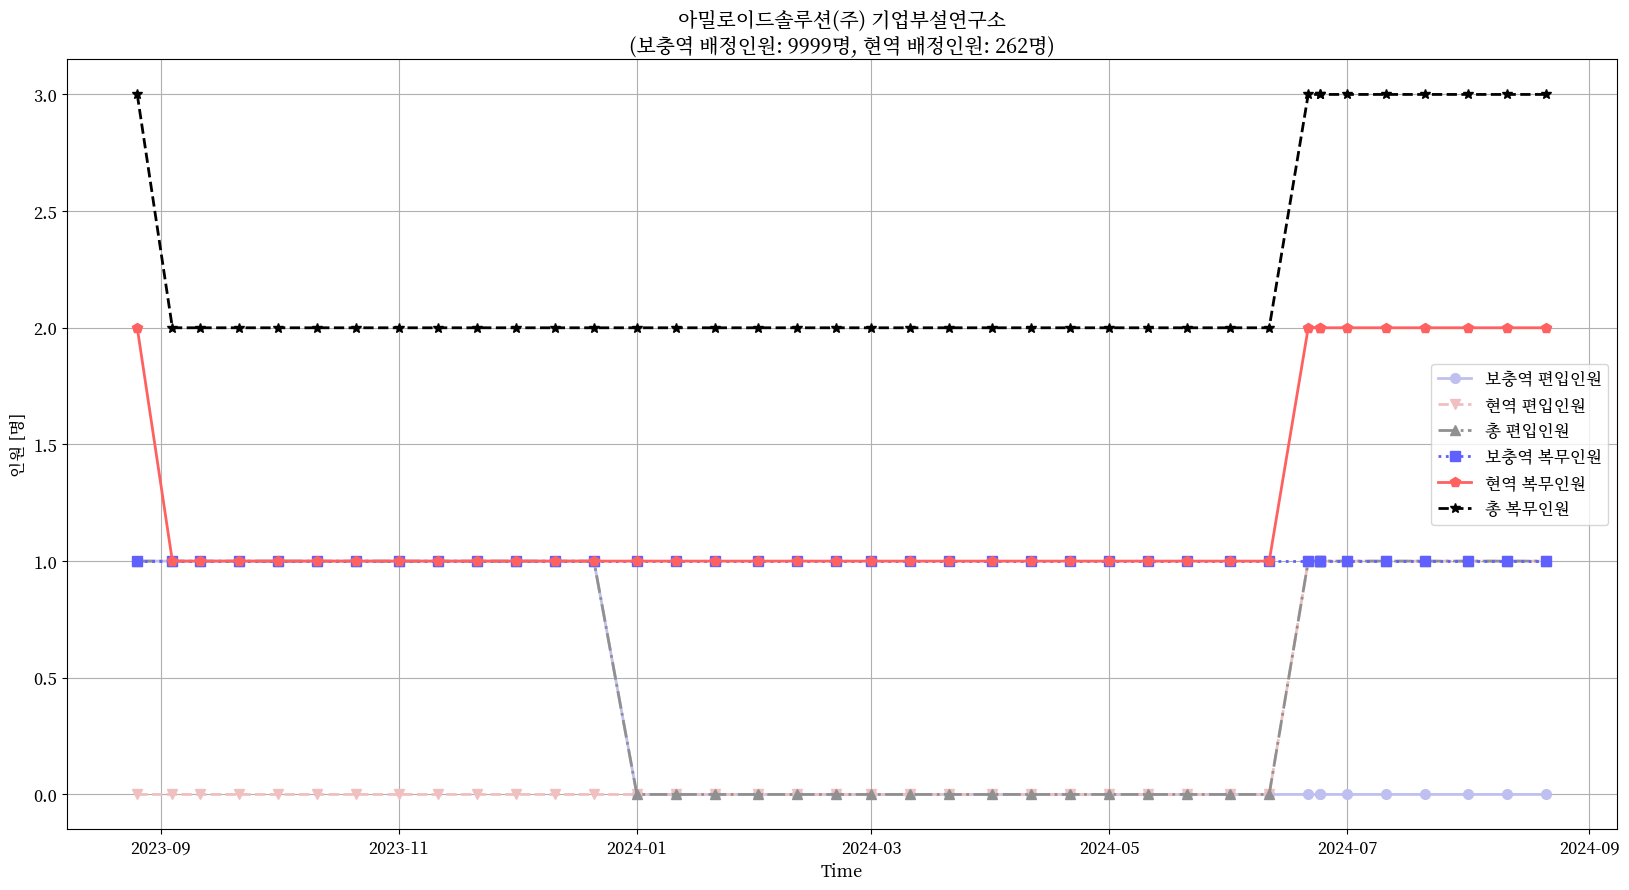 아밀로이드솔루션(주) 기업부설연구소
(보충역 배정인원: 9999명, 현역 배정인원: 262명)
인원 [명]
3.0
2.5
2.0
1.5
1.0
0.5
0.0
보충역 편입인원
현역 편입인원
총 편입인원
보충역 복무인원
현역 복무인원
총 복무인원
2023-09
2023-11
2024-01
2024-03
2024-05
2024-07
2024-09
Time